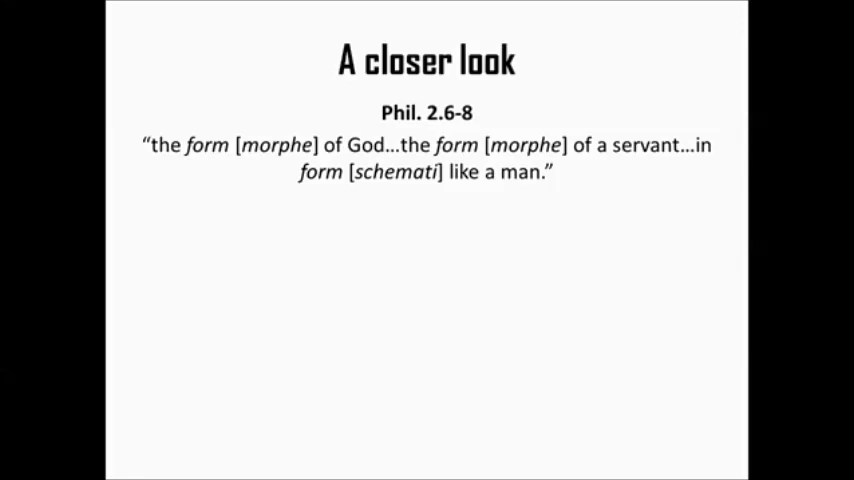 A closer look
Phil. 2.6-8
“the form [morphe] of God…the form [morphe] of a servant…in
form [schemati] like a man.”